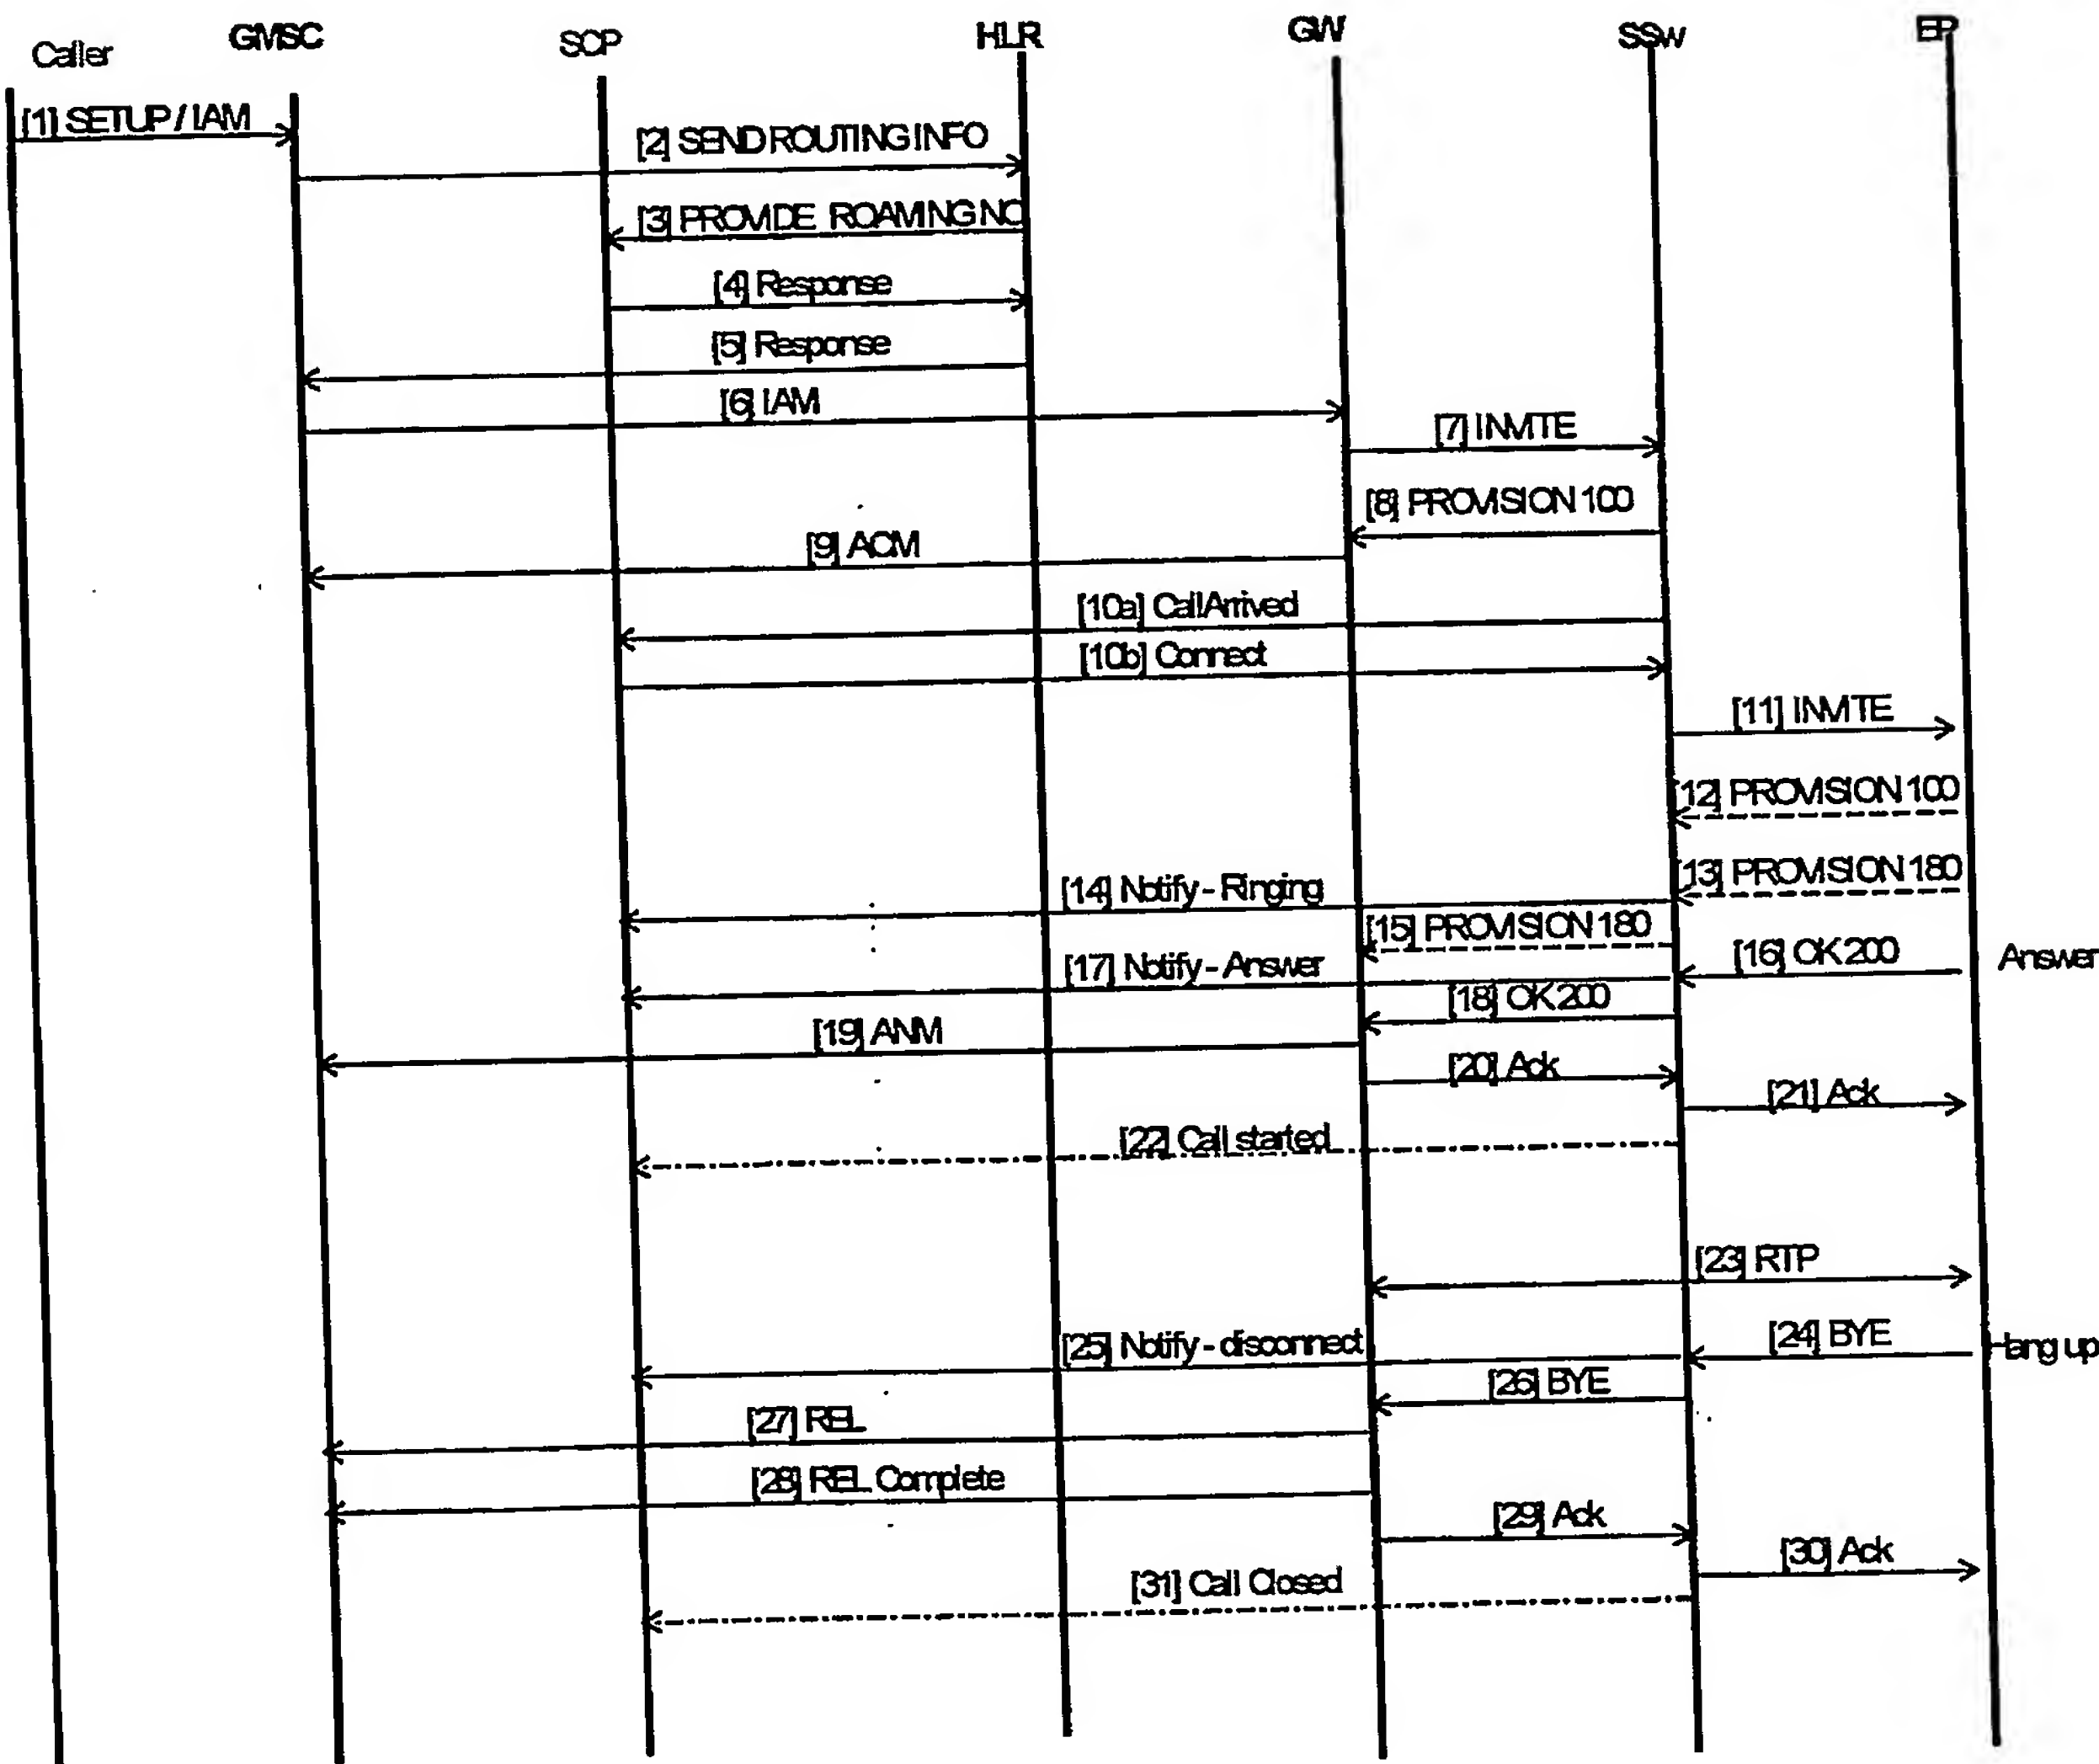 Caller GMSC SCP HLR GW SSW EP
[1] SETUP / IAM
[2] SEND ROUTING INFO
[3] PROVIDE ROAMING NO
[4] Response
[5] Response
[6] IAM
[7] INVITE
[8] PROVISION 100
[9] ACM
[10a] Call Arrived
[10b] Connect
[11] INVITE
[12] PROVISION 100
[13] PROVISION 180
[14] Notify - Ringing
[15] PROVISION 180
[16] OK 200 Answer
[17] Notify - Answer
[18] OK 200
[19] ANM
[20] Ack
[21] Ack
[22] Call started
[23] RTP
[24] BYE Hang up
[25] Notify - disconnect
[26] BYE
[27] REL
[28] REL Complete
[29] Ack
[30] Ack
[31] Call Closed